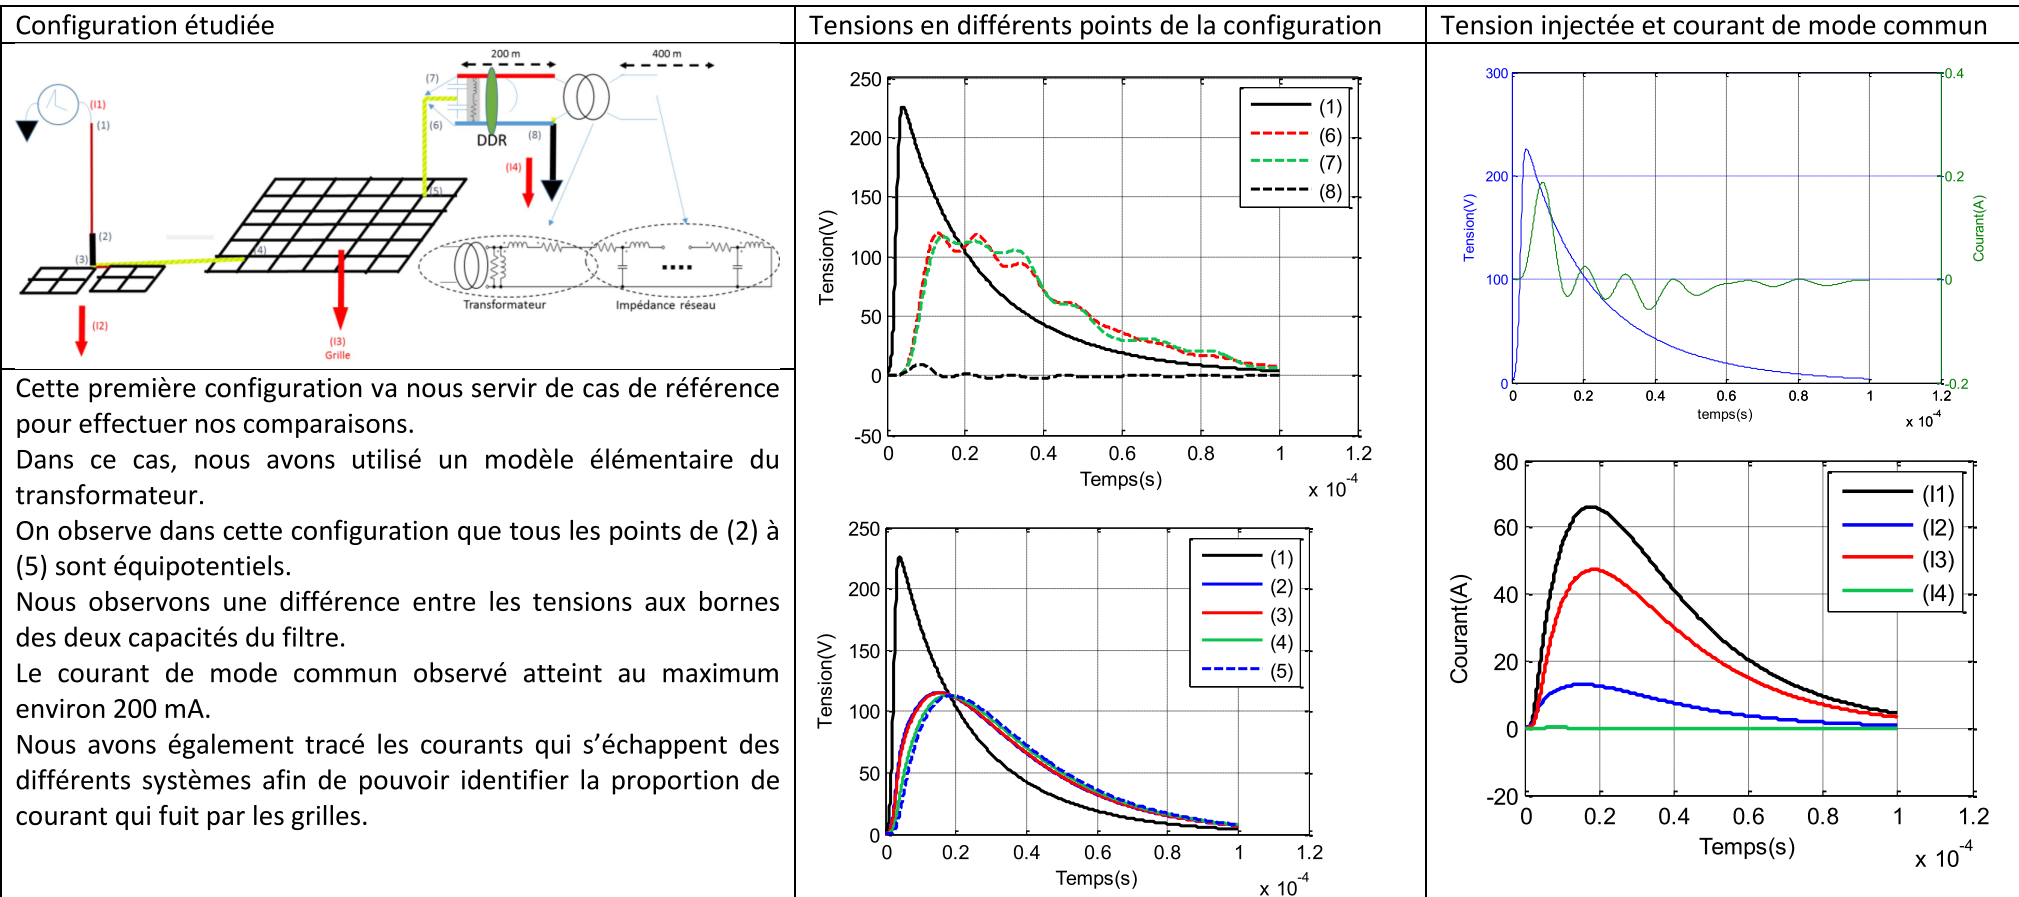 Configuration étudiée
Tensions en différents points de la configuration
Tension injectée et courant de mode commun
200 m
400 m
(7)
(I1)
(1)
(6)
(8)
DDR
(I4)
(5)
(2)
(3)
(4)
(I2)
(I3)
Grille
Transformateur
Impédance réseau
Cette première configuration va nous servir de cas de référence
pour effectuer nos comparaisons.
Dans ce cas, nous avons utilisé un modèle élémentaire du
transformateur.
On observe dans cette configuration que tous les points de (2) à
(5) sont équipotentiels.
Nous observons une différence entre les tensions aux bornes
des deux capacités du filtre.
Le courant de mode commun observé atteint au maximum
environ 200 mA.
Nous avons également tracé les courants qui s’échappent des
différents systèmes afin de pouvoir identifier la proportion de
courant qui fuit par les grilles.
250
200
150
100
50
0
-50
Tension(V)
(1)
(6)
(7)
(8)
0 0.2 0.4 0.6 0.8 1 1.2
Temps(s)
x 10-4
250
200
150
100
50
0
Tension(V)
(1)
(2)
(3)
(4)
(5)
0 0.2 0.4 0.6 0.8 1 1.2
Temps(s)
x 10-4
300
200
100
0
Tension(V)
0.4
0.2
0
-0.2
Courant(A)
0 0.2 0.4 0.6 0.8 1 1.2
temps(s)
x 10-4
80
60
40
20
0
-20
Courant(A)
(I1)
(I2)
(I3)
(I4)
0 0.2 0.4 0.6 0.8 1 1.2
Temps(s)
x 10-4